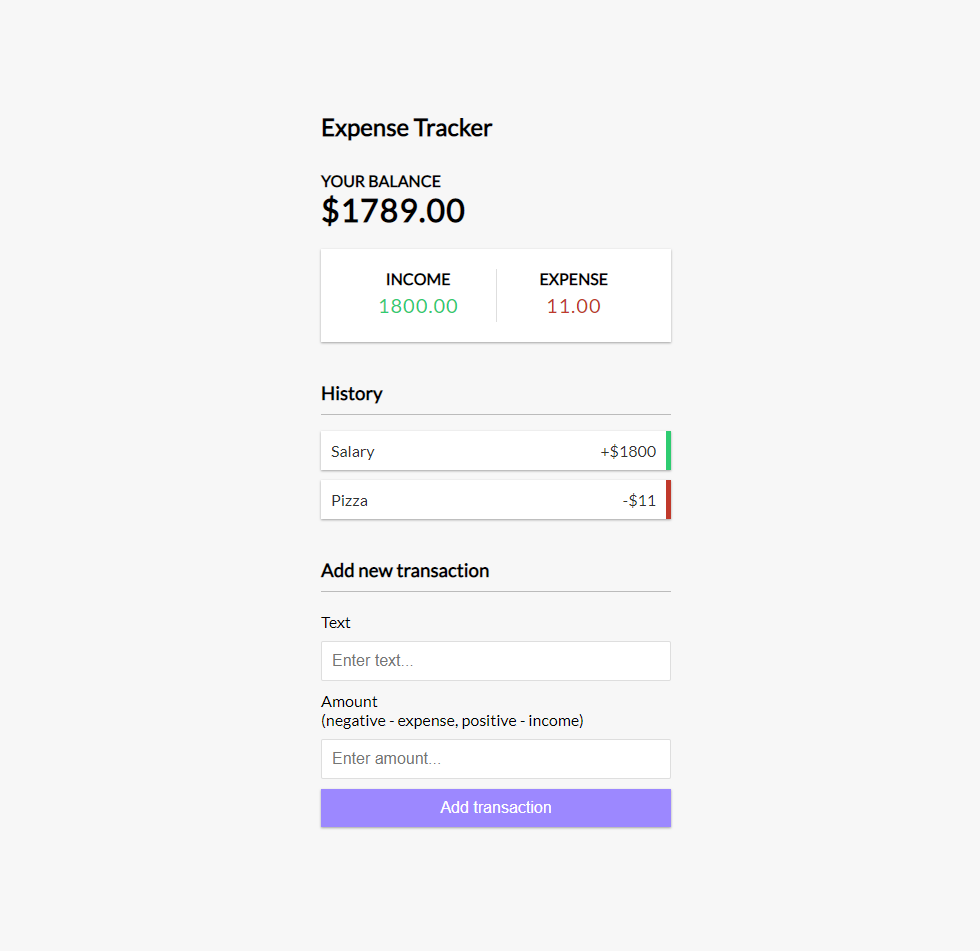 Expense Tracker
YOUR BALANCE
$1789.00
INCOME EXPENSE
1800.00 11.00
History
Salary +$1800
Pizza -$11
Add new transaction
Text
Enter text...
Amount
(negative - expense, positive - income)
Enter amount...
Add transaction